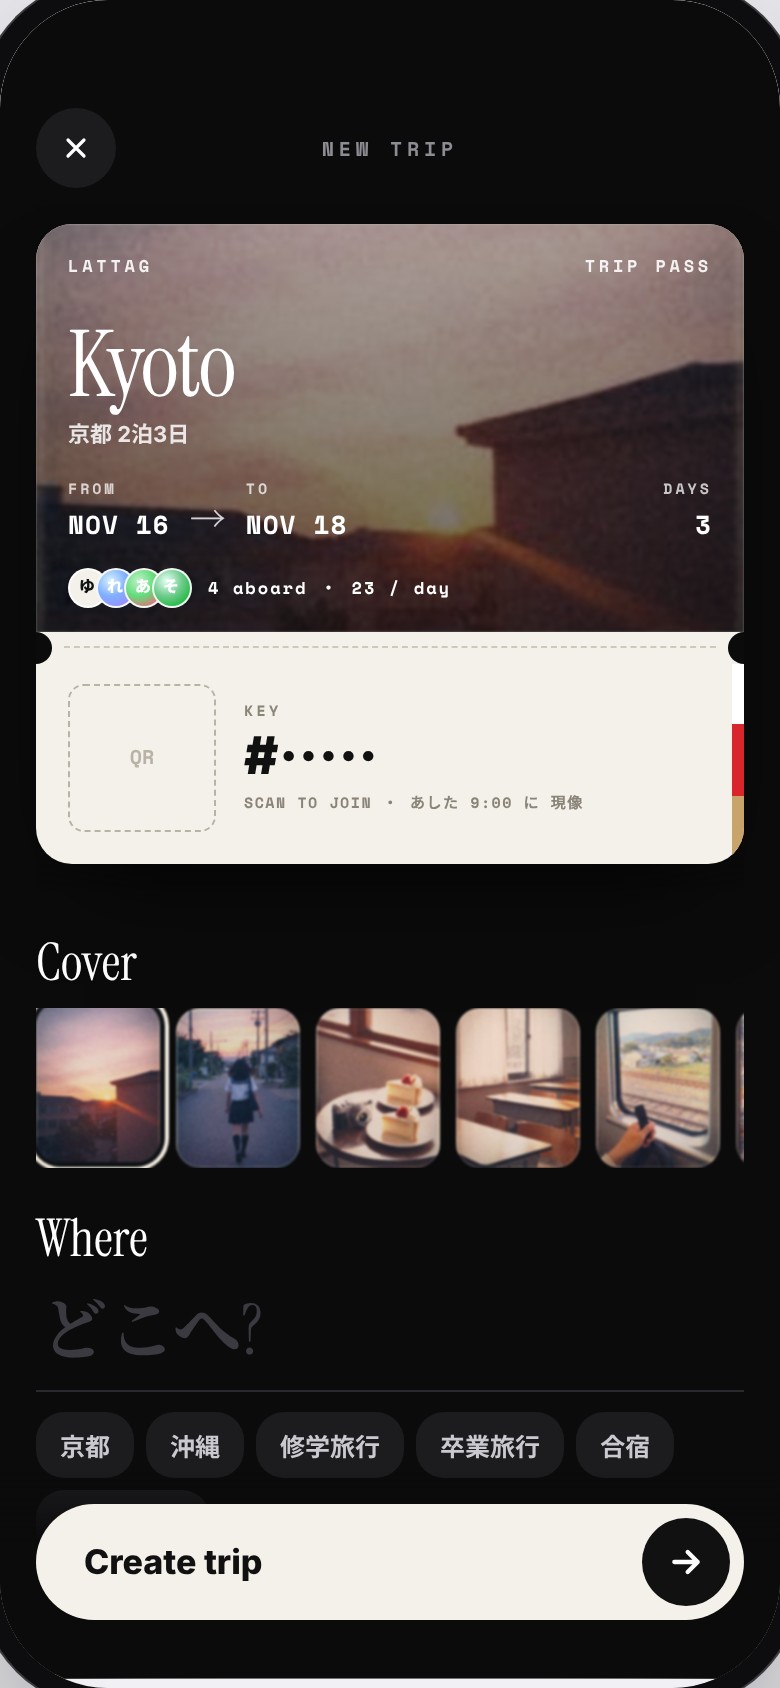 NEW TRIP
LATTAG
TRIP PASS
Kyoto
京都 2泊3日
FROM
TO
DAYS
NOV 16 → NOV 18
3
ゆ れ あ そ 4 aboard · 23 / day
QR
KEY
#•••••
SCAN TO JOIN · あした 9:00 に 現像
Cover
Where
どこへ?
京都 沖縄 修学旅行 卒業旅行 合宿
Create trip →